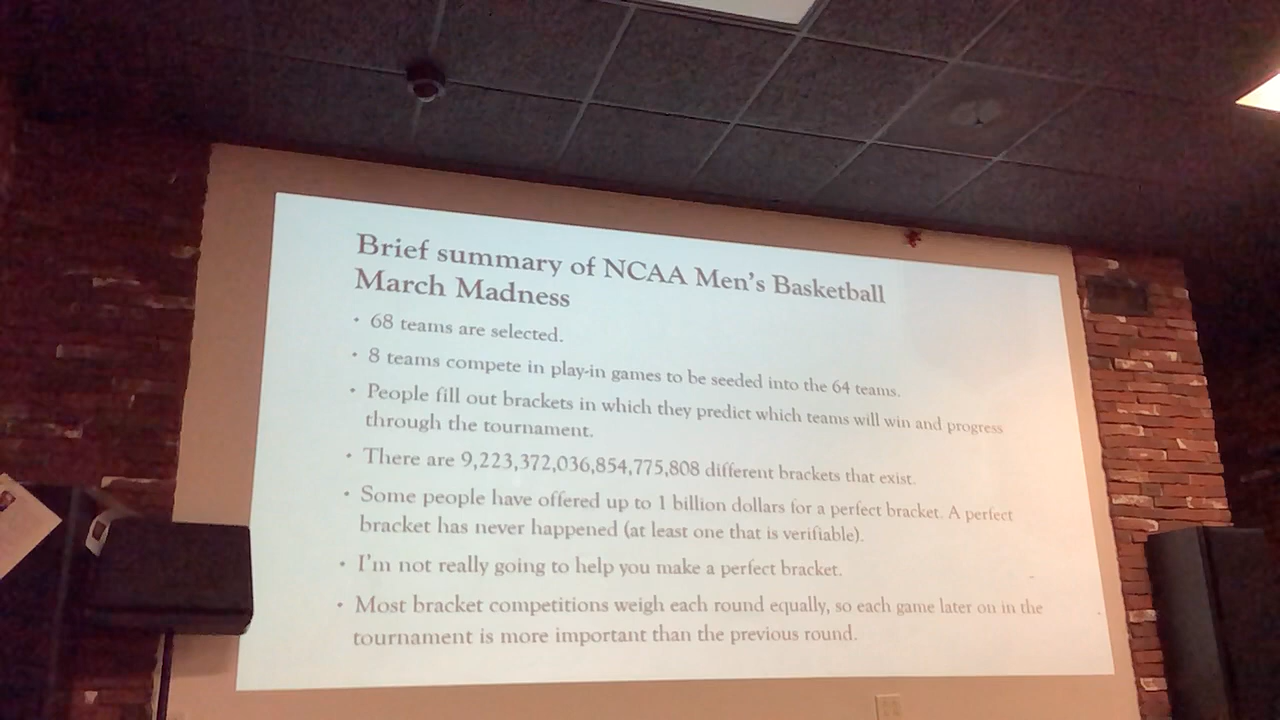 Brief summary of NCAA Men's Basketball
March Madness
• 68 teams are selected.
• 8 teams compete in play-in games to be seeded into the 64 teams.
• People fill out brackets in which they predict which teams will win and progress
through the tournament.
• There are 9,223,372,036,854,775,808 different brackets that exist.
• Some people have offered up to 1 billion dollars for a perfect bracket. A perfect
bracket has never happened (at least one that is verifiable).
• I'm not really going to help you make a perfect bracket.
• Most bracket competitions weigh each round equally, so each game later on in the
tournament is more important than the previous round.